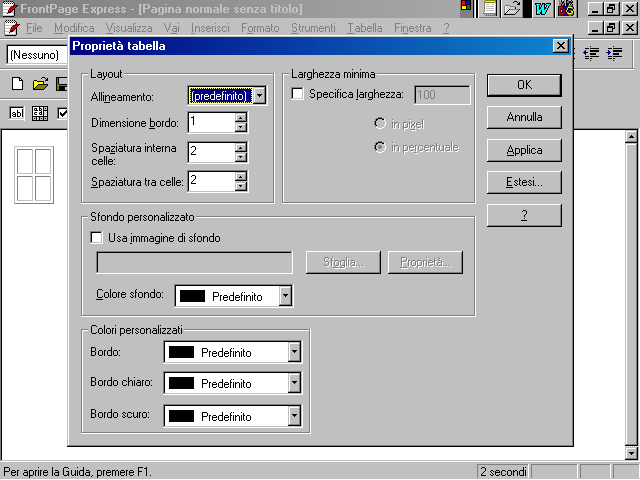 FrontPage Express - [Pagina normale senza titolo]
File Modifica Visualizza Vai Inserisci Formato Strumenti Tabella Finestra ?
(Nessuno)
Proprietà tabella
Layout
Allineamento: (predefinito)
Dimensione bordo: 1
Spaziatura interna celle: 2
Spaziatura tra celle: 2
Larghezza minima
Specifica larghezza: 100
in pixel
in percentuale
OK
Annulla
Applica
Estesi...
?
Sfondo personalizzato
Usa immagine di sfondo
Sfoglia... Proprietà...
Colore sfondo: Predefinito
Colori personalizzati
Bordo: Predefinito
Bordo chiaro: Predefinito
Bordo scuro: Predefinito
Per aprire la Guida, premere F1. 2 secondi